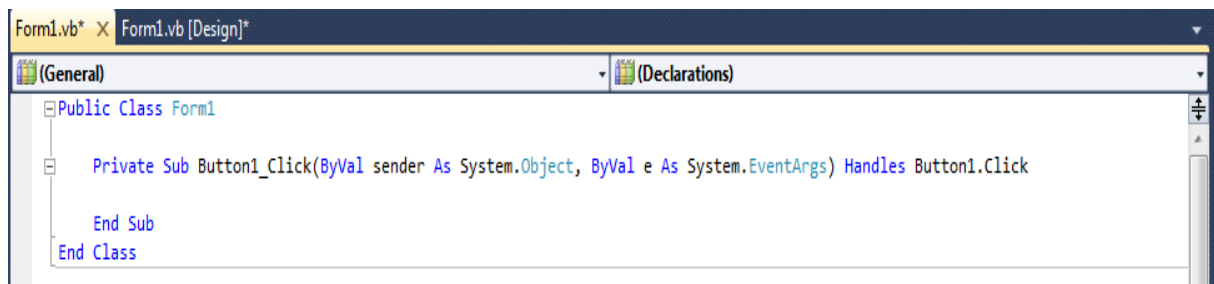 Form1.vb* X Form1.vb [Design]*
(General) (Declarations)
Public Class Form1
Private Sub Button1_Click(ByVal sender As System.Object, ByVal e As System.EventArgs) Handles Button1.Click
End Sub
End Class